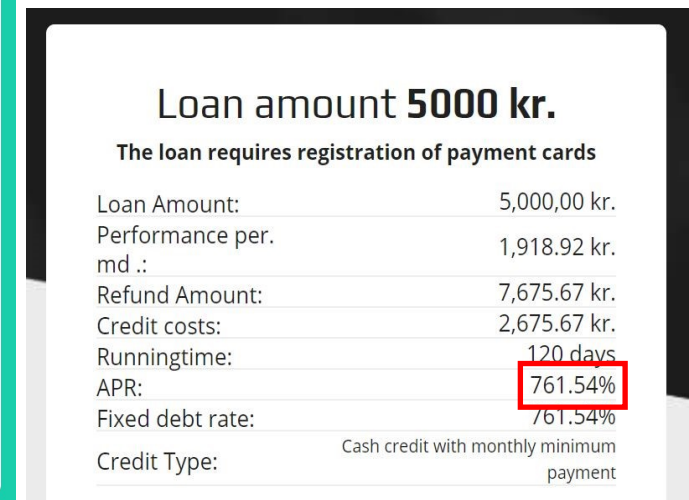 Loan amount 5000 kr.
The loan requires registration of payment cards
Loan Amount: 5,000,00 kr.
Performance per.
md .: 1,918.92 kr.
Refund Amount: 7,675.67 kr.
Credit costs: 2,675.67 kr.
Runningtime: 120 days
APR: 761.54%
Fixed debt rate: 761.54%
Credit Type: Cash credit with monthly minimum
payment